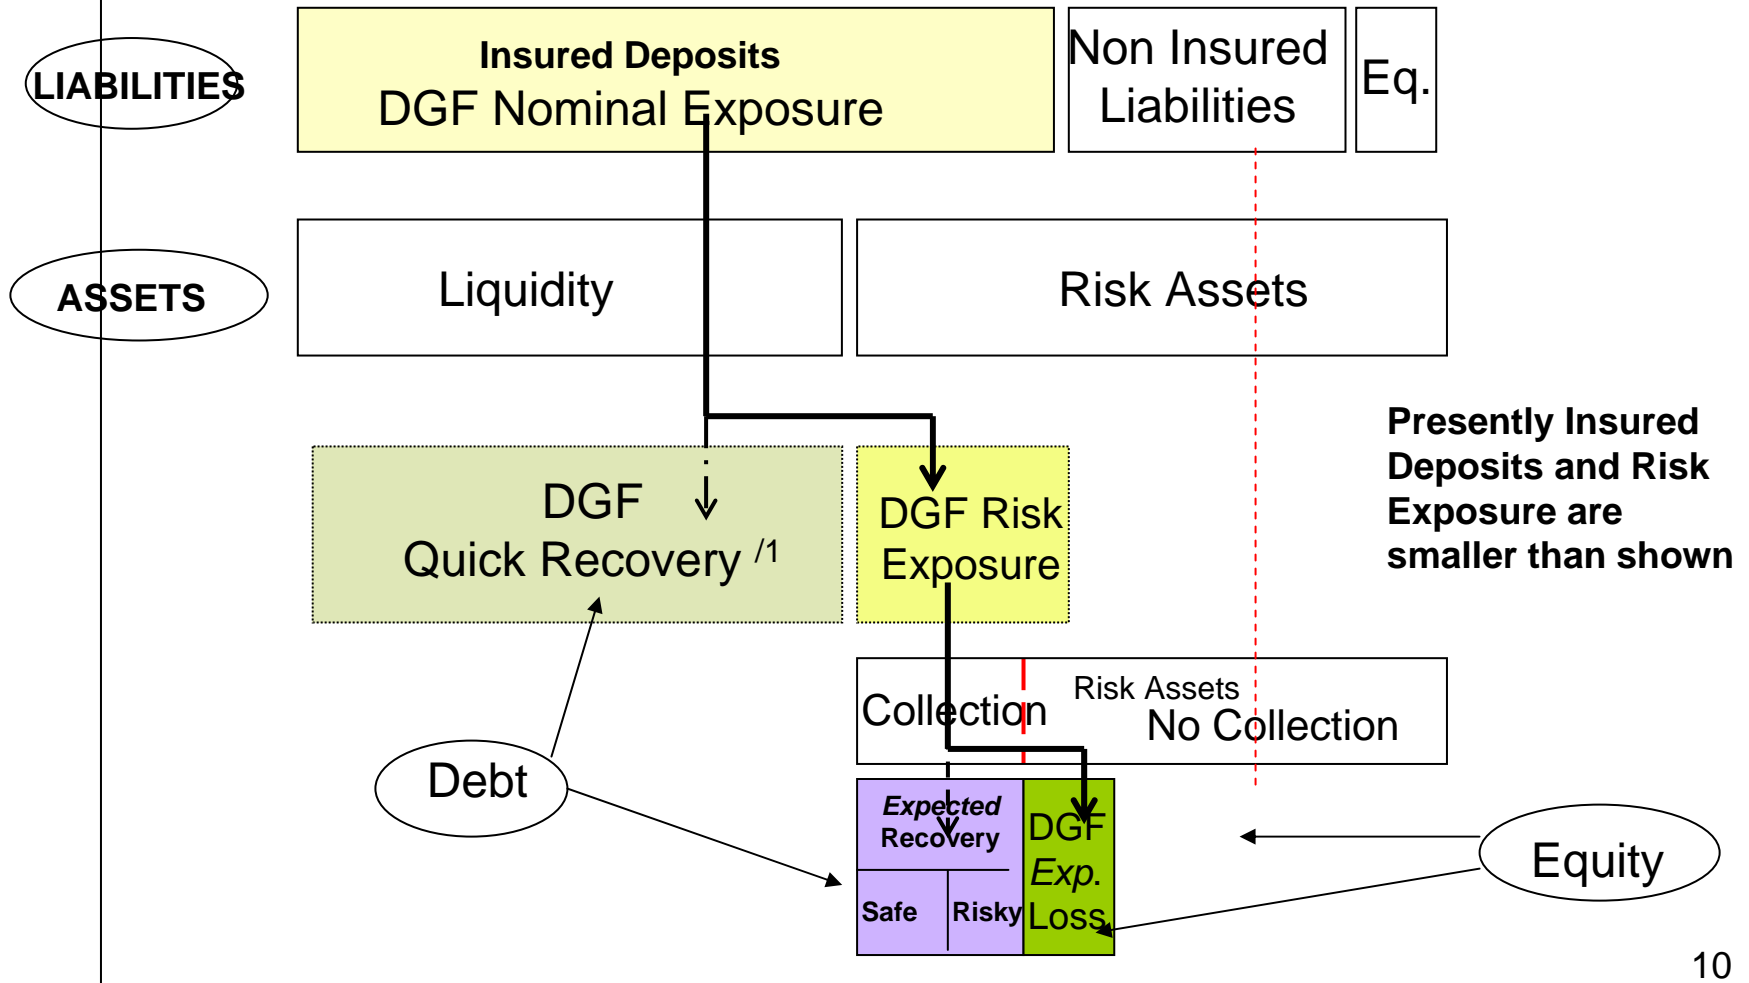 LIABILITIES
Insured Deposits
DGF Nominal Exposure
Non Insured
Liabilities
Eq.
ASSETS
Liquidity
Risk Assets
DGF
Quick Recovery /1
DGF Risk
Exposure
Presently Insured
Deposits and Risk
Exposure are
smaller than shown
Collection
Risk Assets
No Collection
Debt
Expected
Recovery
Safe
Risky
DGF
Exp.
Loss
Equity
10